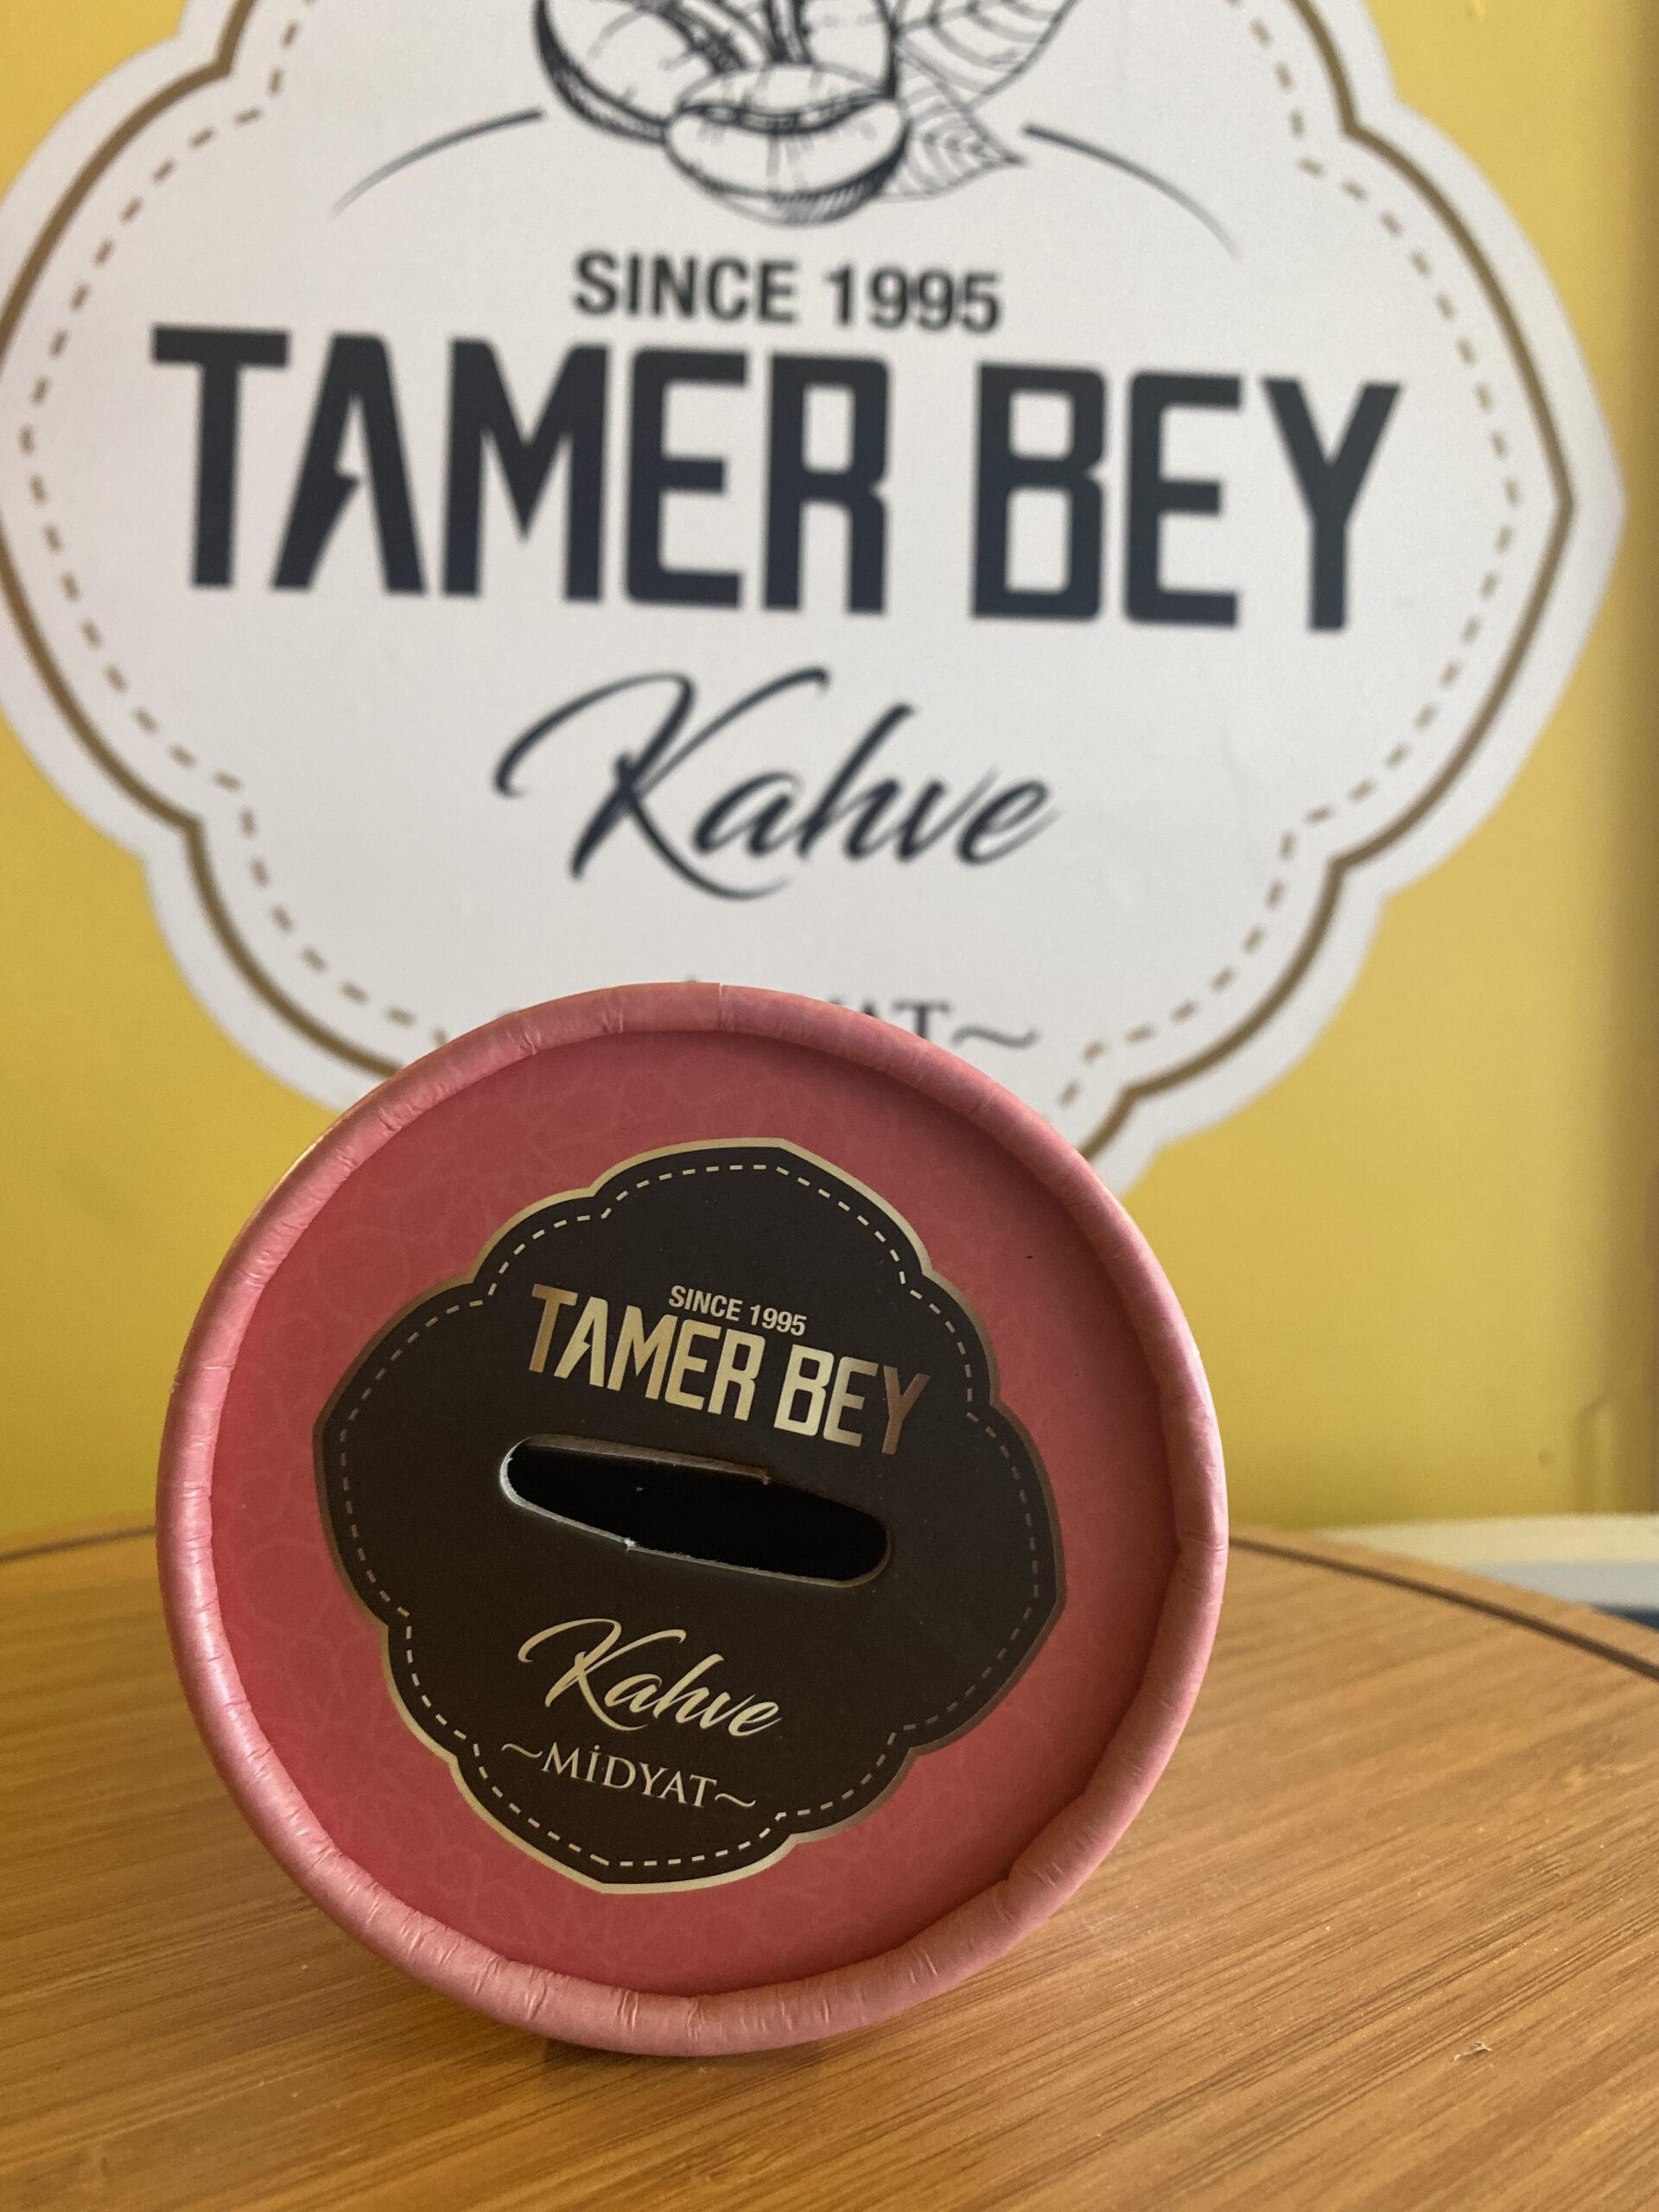 SINCE 1995
TAMER BEY
Kahve
SINCE 1995
TAMER BEY
Kahve
~MİDYAT~